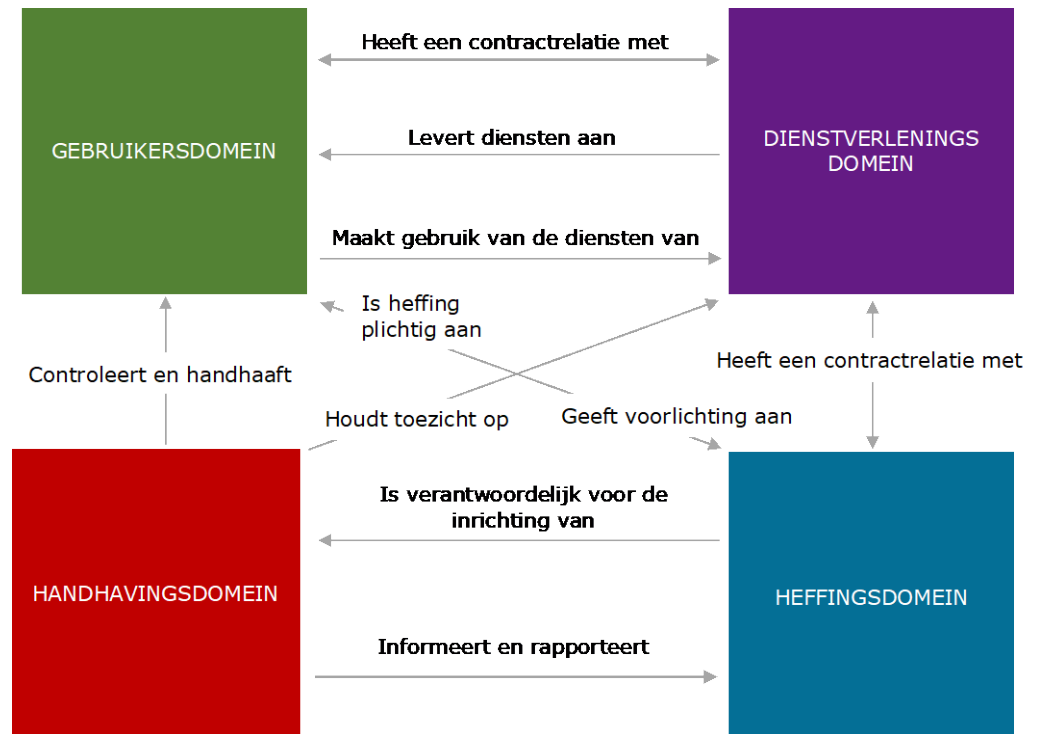 Heeft een contractrelatie met
GEBRUIKERSDOMEIN
Levert diensten aan
DIENSTVERLENINGS
DOMEIN
Maakt gebruik van de diensten van
Is heffing
plichtig aan
Controleert en handhaaft
Heeft een contractrelatie met
Houdt toezicht op
Geeft voorlichting aan
Is verantwoordelijk voor de
inrichting van
HANDHAVINGSDOMEIN
HEFFINGSDOMEIN
Informeert en rapporteert